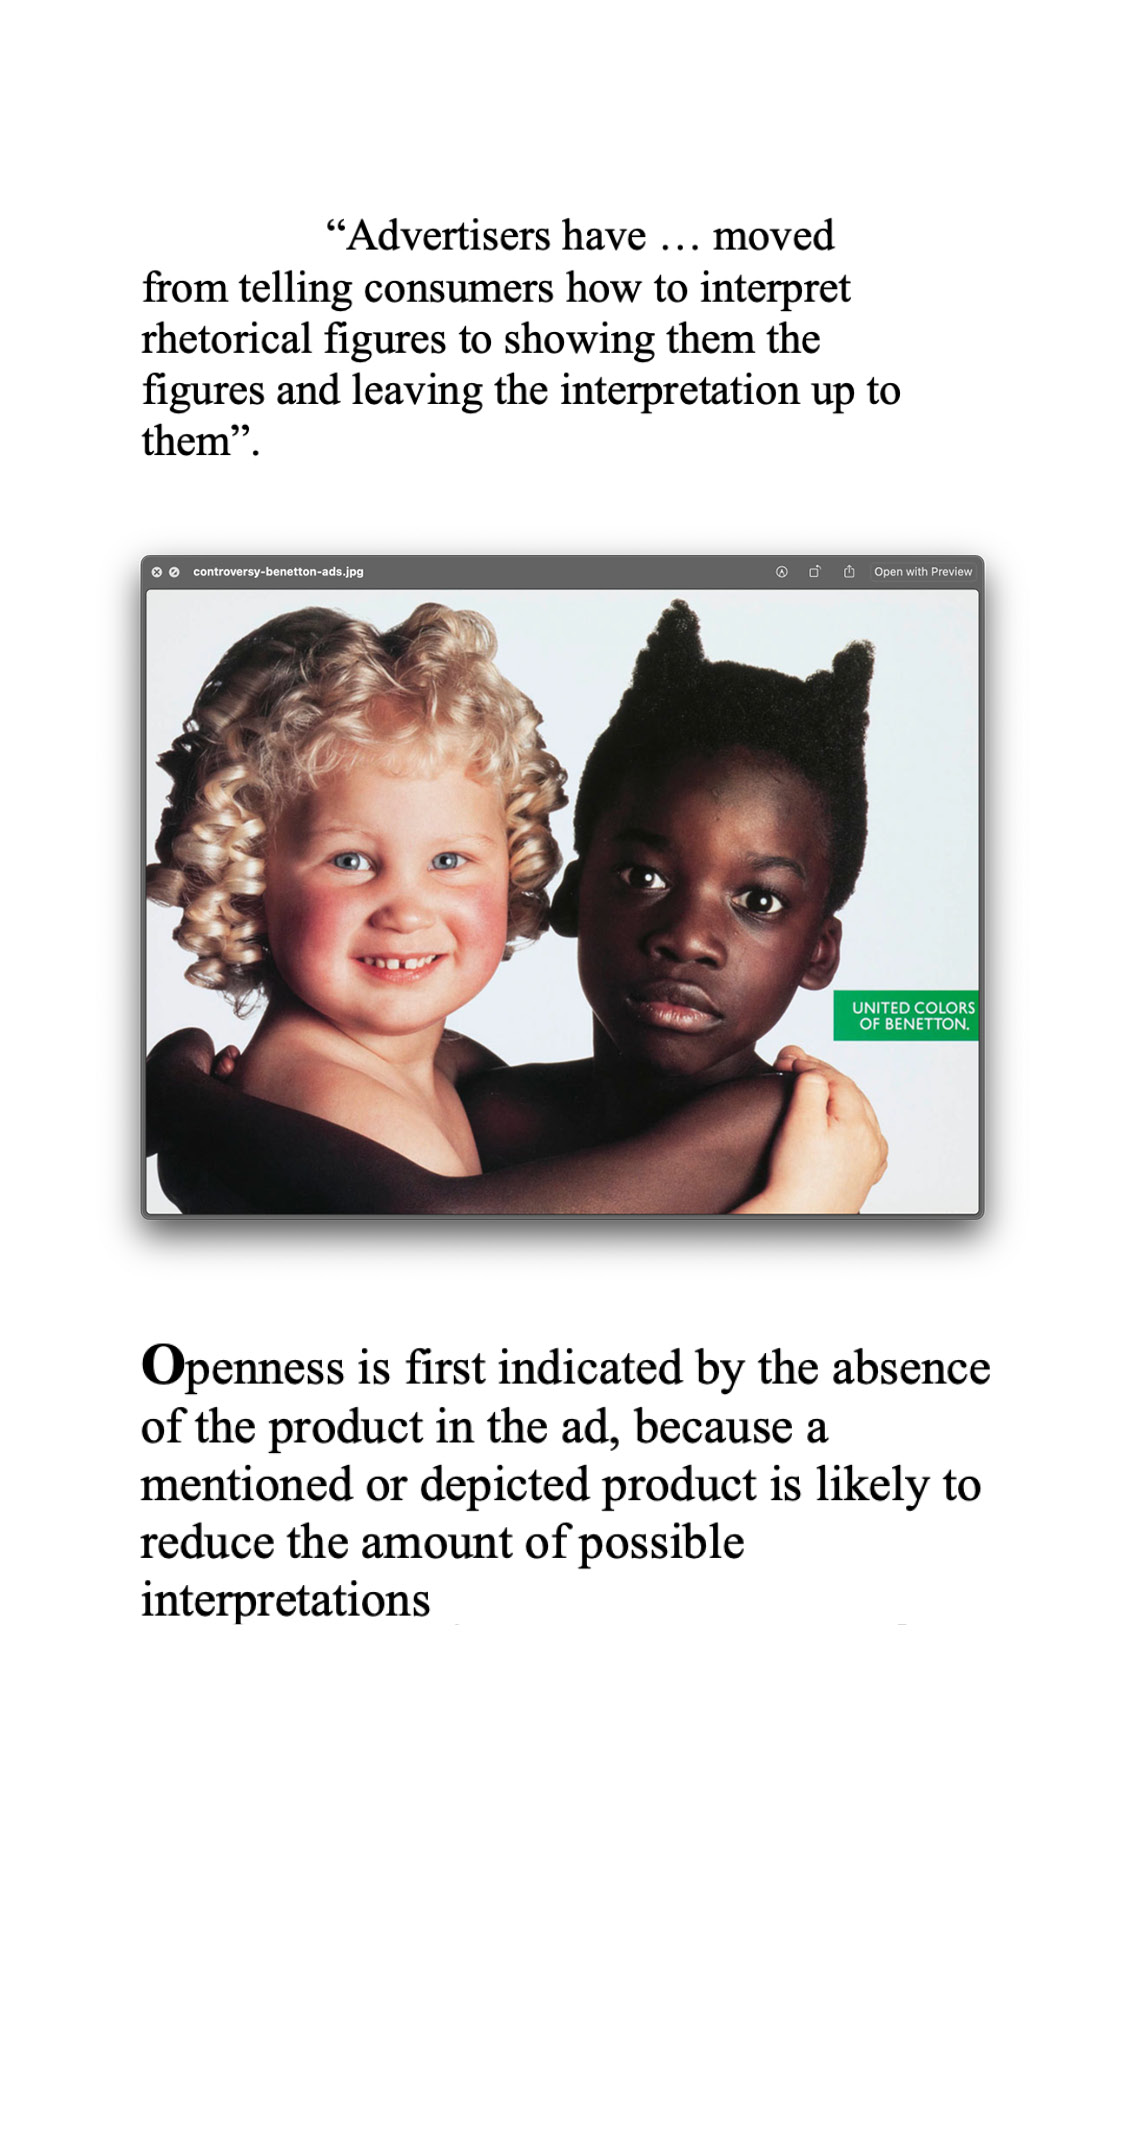 “Advertisers have … moved
from telling consumers how to interpret
rhetorical figures to showing them the
figures and leaving the interpretation up to
them”.
controversy-benetton-ads.jpg
Open with Preview
UNITED COLORS
OF BENETTON.
Openness is first indicated by the absence
of the product in the ad, because a
mentioned or depicted product is likely to
reduce the amount of possible
interpretations